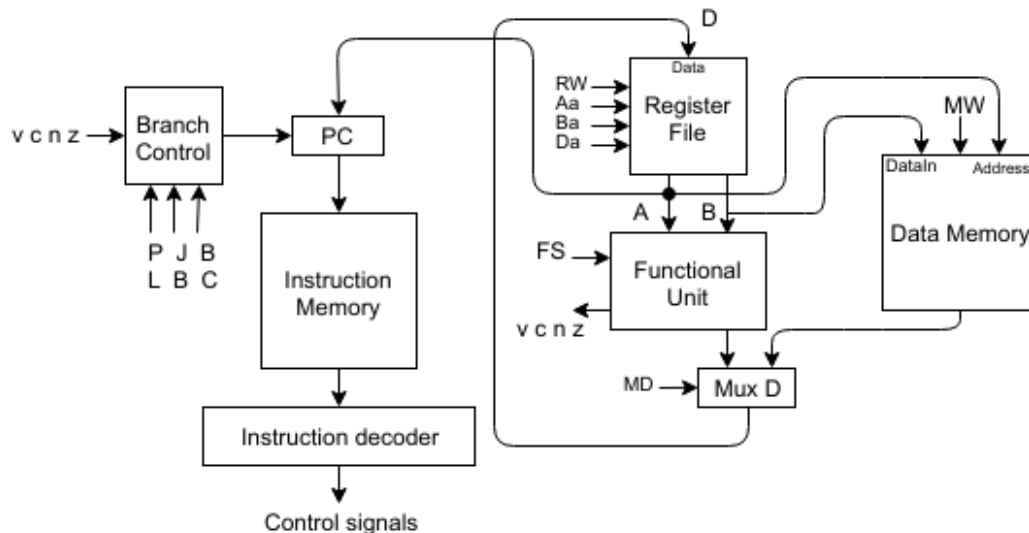 D
Data
Register
File
RW
Aa
Ba
Da
MW
DataIn
Address
Data Memory
v c n z
Branch
Control
PC
P J B
L B C
A
B
FS
Functional
Unit
v c n z
Instruction
Memory
MD
Mux D
Instruction decoder
Control signals